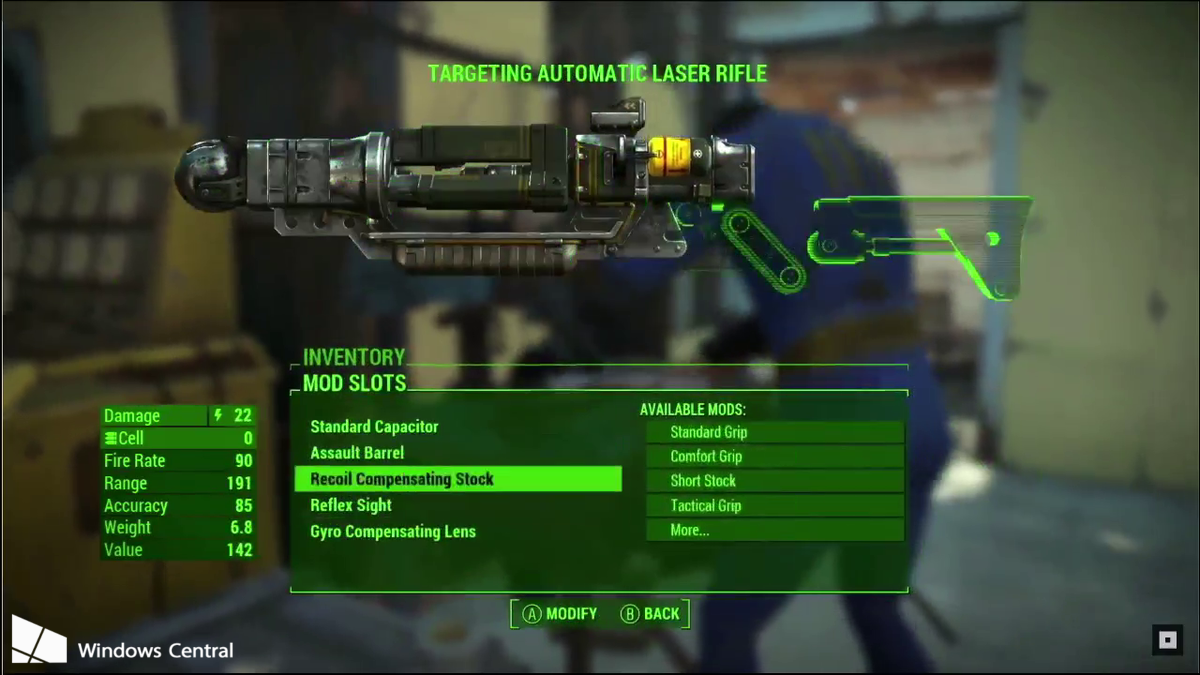 TARGETING AUTOMATIC LASER RIFLE
INVENTORY
MOD SLOTS
Damage 22
Cell 0
Fire Rate 90
Range 191
Accuracy 85
Weight 6.8
Value 142
Standard Capacitor
Assault Barrel
Recoil Compensating Stock
Reflex Sight
Gyro Compensating Lens
AVAILABLE MODS:
Standard Grip
Comfort Grip
Short Stock
Tactical Grip
More...
A MODIFY B BACK
Windows Central